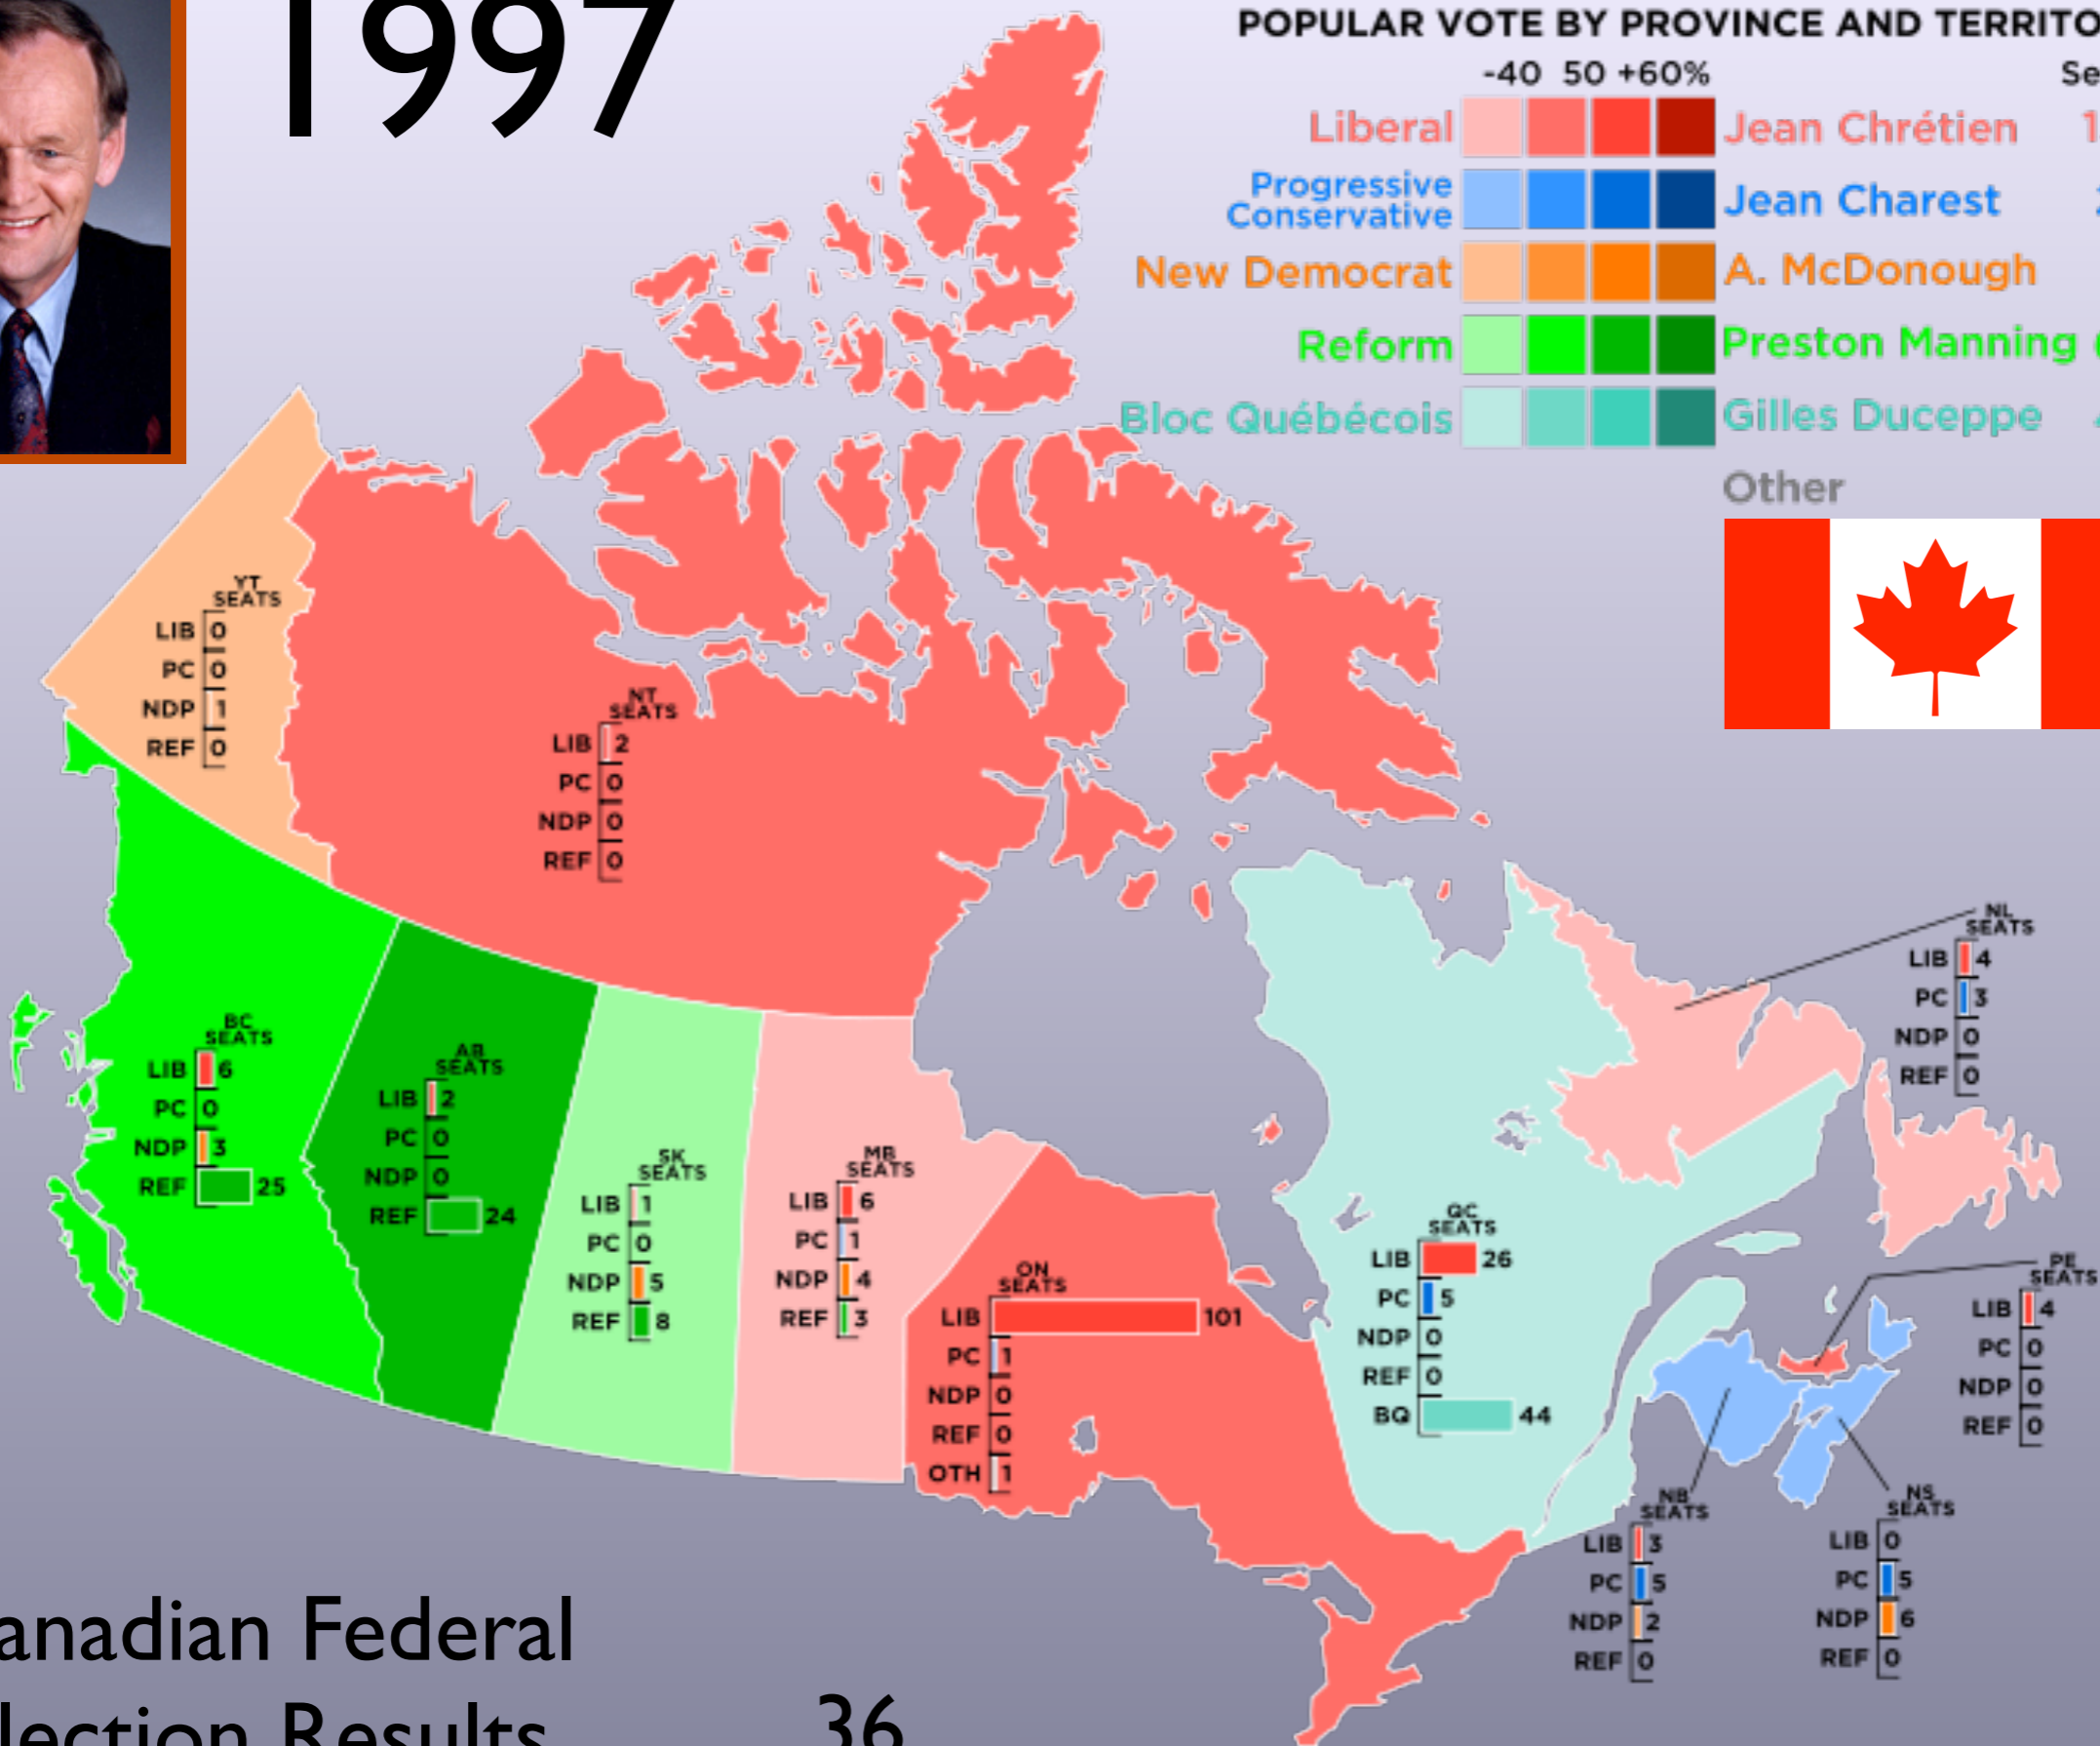 1997
POPULAR VOTE BY PROVINCE AND TERRITO
-40 50 +60% Se
Liberal Jean Chrétien 1
Progressive
Conservative Jean Charest
New Democrat A. McDonough
Reform Preston Manning
Bloc Québécois Gilles Duceppe
Other
YT
SEATS
LIB 0
PC 0
NDP 1
REF 0
NT
SEATS
LIB 2
PC 0
NDP 0
REF 0
BC
SEATS
LIB 6
PC 0
NDP 3
REF 25
AB
SEATS
LIB 2
PC 0
NDP 0
REF 24
SK
SEATS
LIB 1
PC 0
NDP 5
REF 8
MB
SEATS
LIB 6
PC 1
NDP 4
REF 3
ON
SEATS
LIB 101
PC 1
NDP 0
REF 0
OTH 1
QC
SEATS
LIB 26
PC 5
NDP 0
REF 0
BQ 44
NL
SEATS
LIB 4
PC 3
NDP 0
REF 0
PE
SEATS
LIB 4
PC 0
NDP 0
REF 0
NB
SEATS
LIB 3
PC 5
NDP 2
REF 0
NS
SEATS
LIB 0
PC 5
NDP 6
REF 0
anadian Federal
lection Results 36